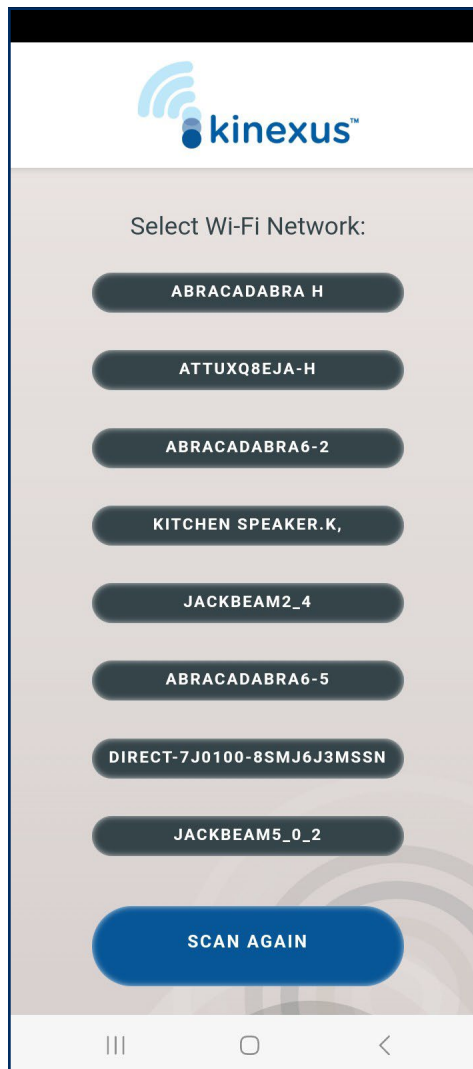 kinexus™
Select Wi-Fi Network:
ABRACADABRA H
ATTUXQ8EJA-H
ABRACADABRA6-2
KITCHEN SPEAKER.K,
JACKBEAM2_4
ABRACADABRA6-5
DIRECT-7J0100-8SMJ6J3MSSN
JACKBEAM5_0_2
SCAN AGAIN